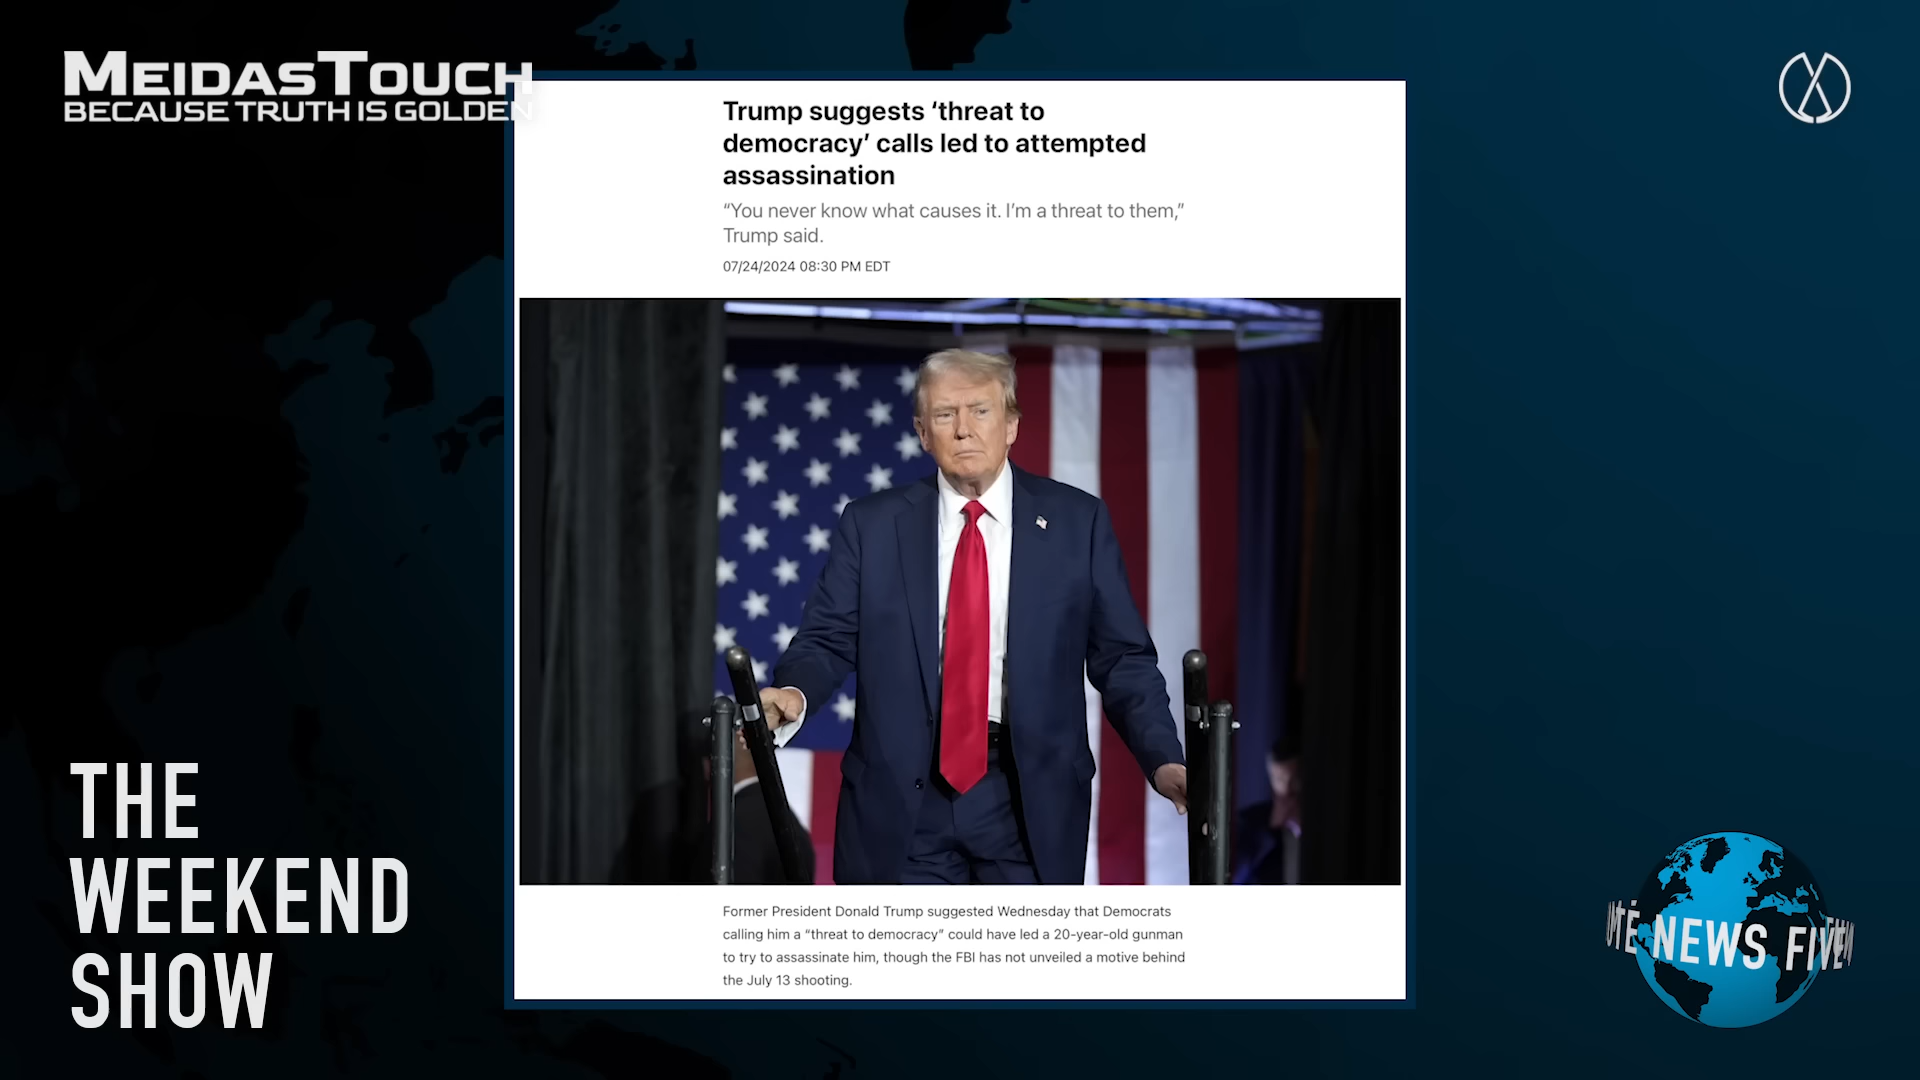 MEIDASTOUCH
BECAUSE TRUTH IS GOLDEN
Trump suggests ‘threat to
democracy’ calls led to attempted
assassination
“You never know what causes it. I’m a threat to them,”
Trump said.
07/24/2024 08:30 PM EDT
Former President Donald Trump suggested Wednesday that Democrats
calling him a “threat to democracy” could have led a 20-year-old gunman
to try to assassinate him, though the FBI has not unveiled a motive behind
the July 13 shooting.
THE
WEEKEND
SHOW
NEWS FIVE